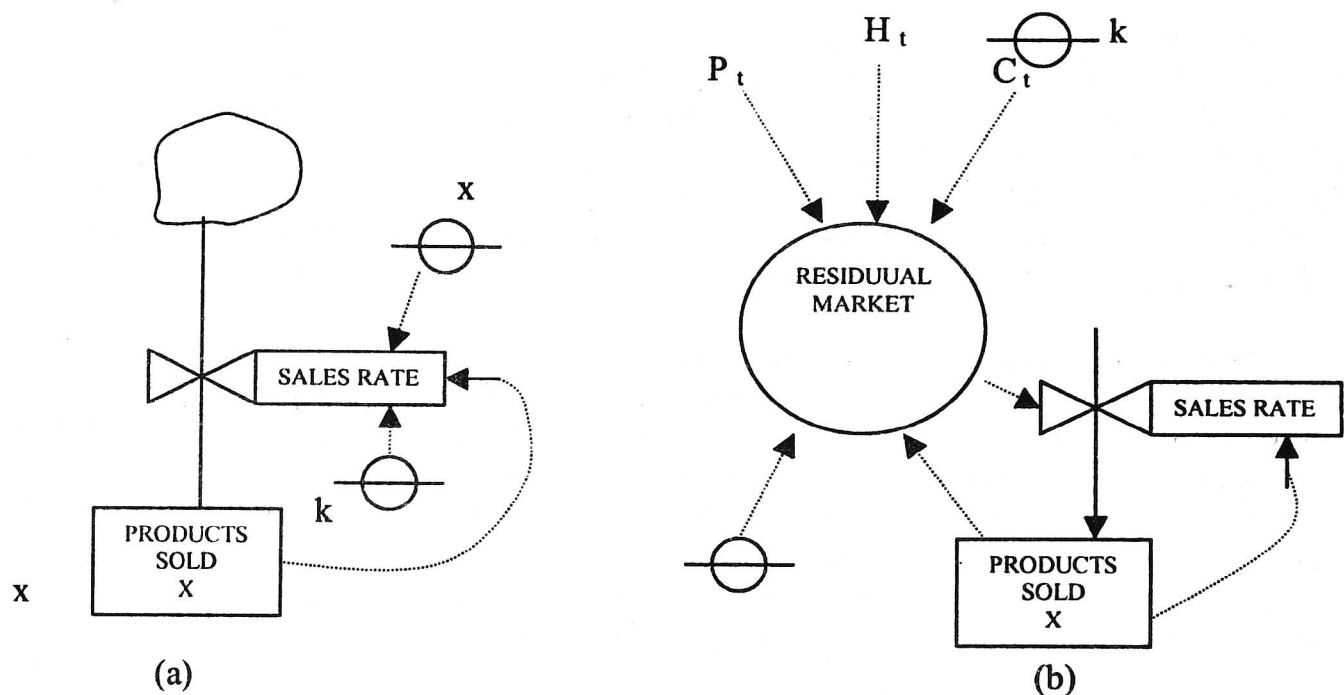 x
SALES RATE
k
PRODUCTS
SOLD
X
x
(a)
P t
H t
C t
k
RESIDUUAL
MARKET
SALES RATE
PRODUCTS
SOLD
X
(b)